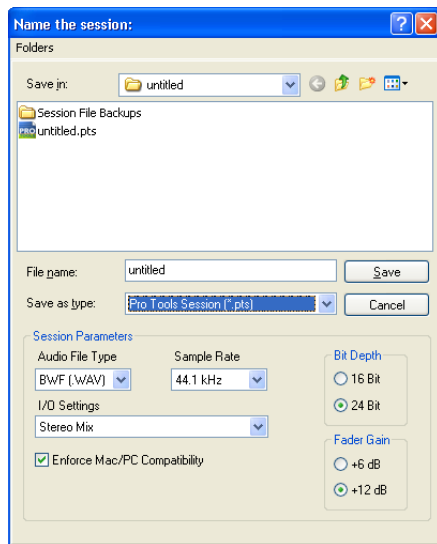 Name the session:
Folders
Save in:
untitled
Session File Backups
PRO untitled.pts
File name:
untitled
Save
Save as type:
Pro Tools Session (*.pts)
Cancel
Session Parameters
Audio File Type
Sample Rate
Bit Depth
BWF (.WAV)
44.1 kHz
16 Bit
I/O Settings
24 Bit
Stereo Mix
Fader Gain
Enforce Mac/PC Compatibility
+6 dB
+12 dB